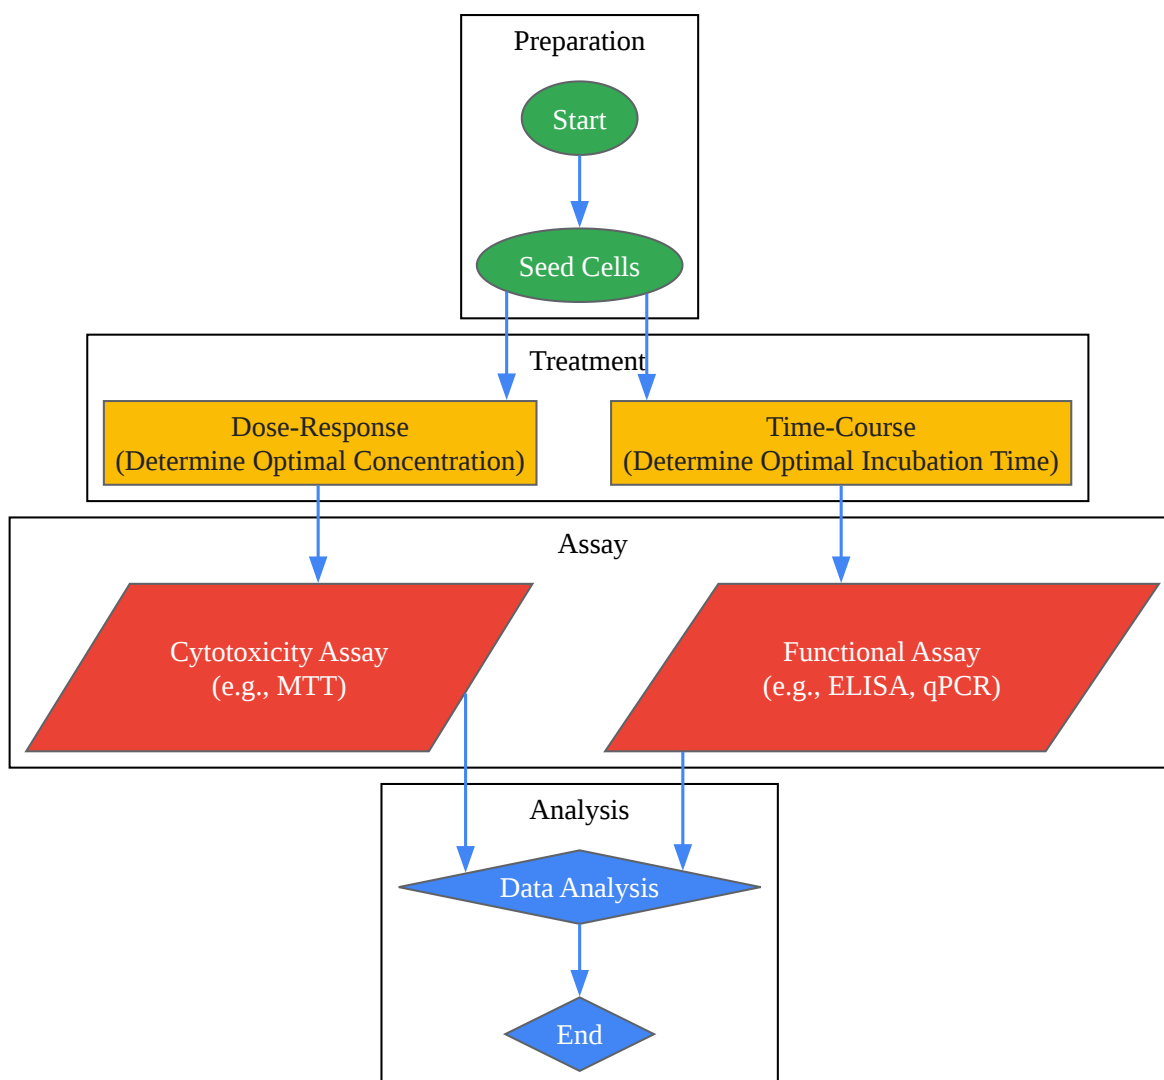 Preparation
Start
Seed Cells
Treatment
Dose-Response
(Determine Optimal Concentration)
Time-Course
(Determine Optimal Incubation Time)
Assay
Cytotoxicity Assay
(e.g., MTT)
Functional Assay
(e.g., ELISA, qPCR)
Analysis
Data Analysis
End